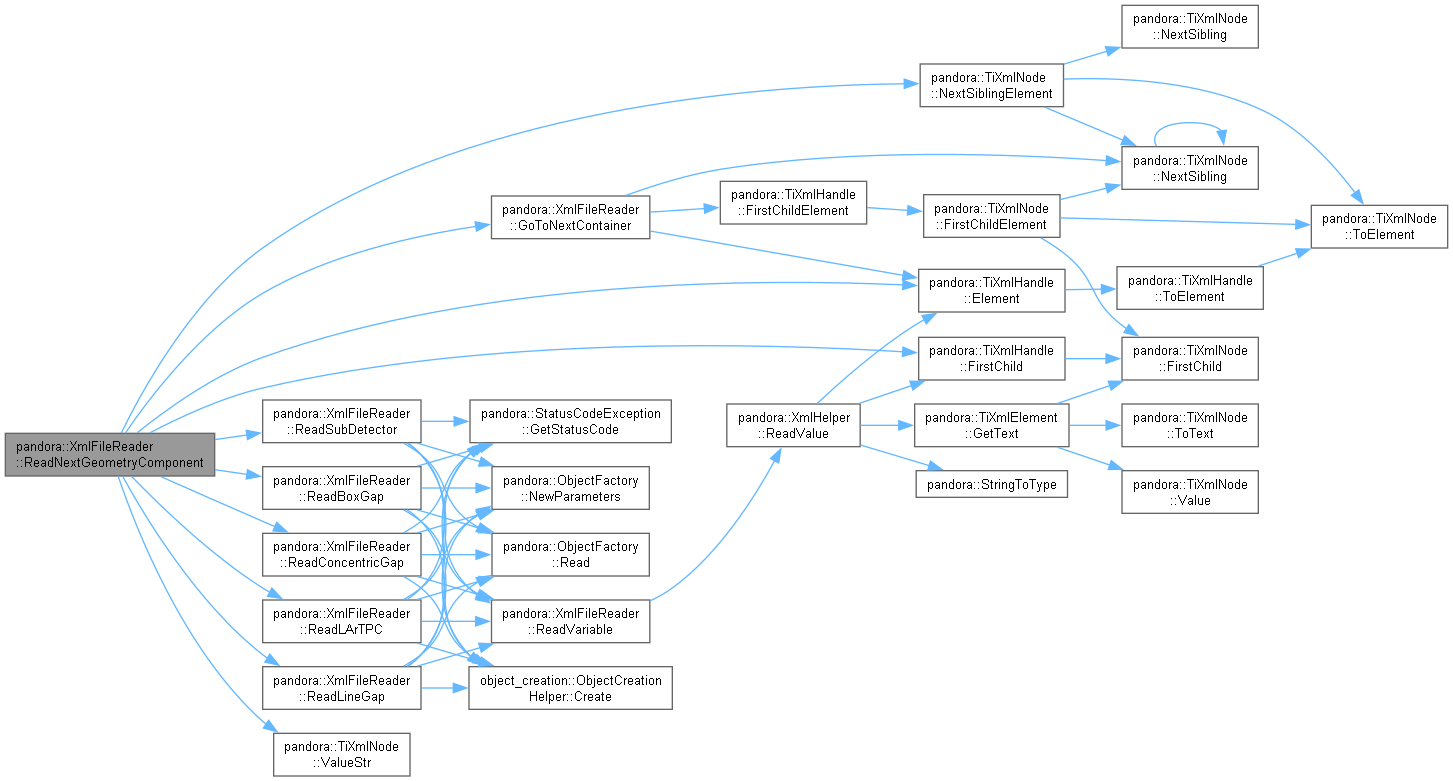 pandora::TiXmlNode
::NextSibling
pandora::TiXmlNode
::NextSiblingElement
pandora::TiXmlNode
::NextSibling
pandora::XmlFileReader
::GoToNextContainer
pandora::TiXmlHandle
::FirstChildElement
pandora::TiXmlNode
::FirstChildElement
pandora::TiXmlNode
::ToElement
pandora::TiXmlHandle
::Element
pandora::TiXmlHandle
::ToElement
pandora::TiXmlHandle
::FirstChild
pandora::TiXmlNode
::FirstChild
pandora::XmlFileReader
::ReadNextGeometryComponent
pandora::XmlFileReader
::ReadSubDetector
pandora::StatusCodeException
::GetStatusCode
pandora::XmlHelper
::ReadValue
pandora::TiXmlElement
::GetText
pandora::TiXmlNode
::ToText
pandora::XmlFileReader
::ReadBoxGap
pandora::ObjectFactory
::NewParameters
pandora::StringToType
pandora::TiXmlNode
::Value
pandora::XmlFileReader
::ReadConcentricGap
pandora::ObjectFactory
::Read
pandora::XmlFileReader
::ReadLArTPC
pandora::XmlFileReader
::ReadVariable
pandora::XmlFileReader
::ReadLineGap
object_creation::ObjectCreation
Helper::Create
pandora::TiXmlNode
::ValueStr